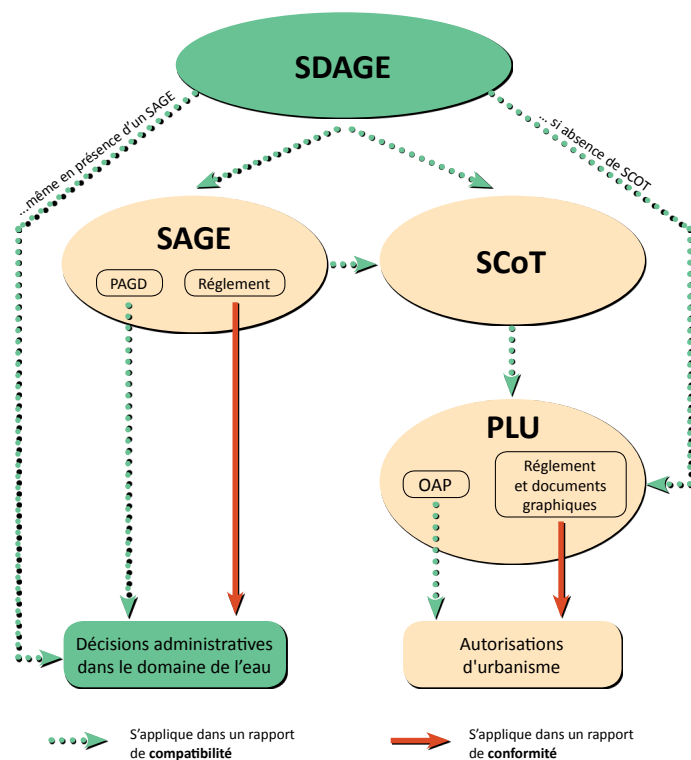 SDAGE
...même en présence d'un SAGE
... si absence de SCOT
SAGE
PAGD
Réglement
SCoT
PLU
OAP
Réglement
et documents
graphiques
Décisions administratives
dans le domaine de l'eau
Autorisations
d'urbanisme
S'applique dans un rapport
de compatibilité
S'applique dans un rapport
de conformité